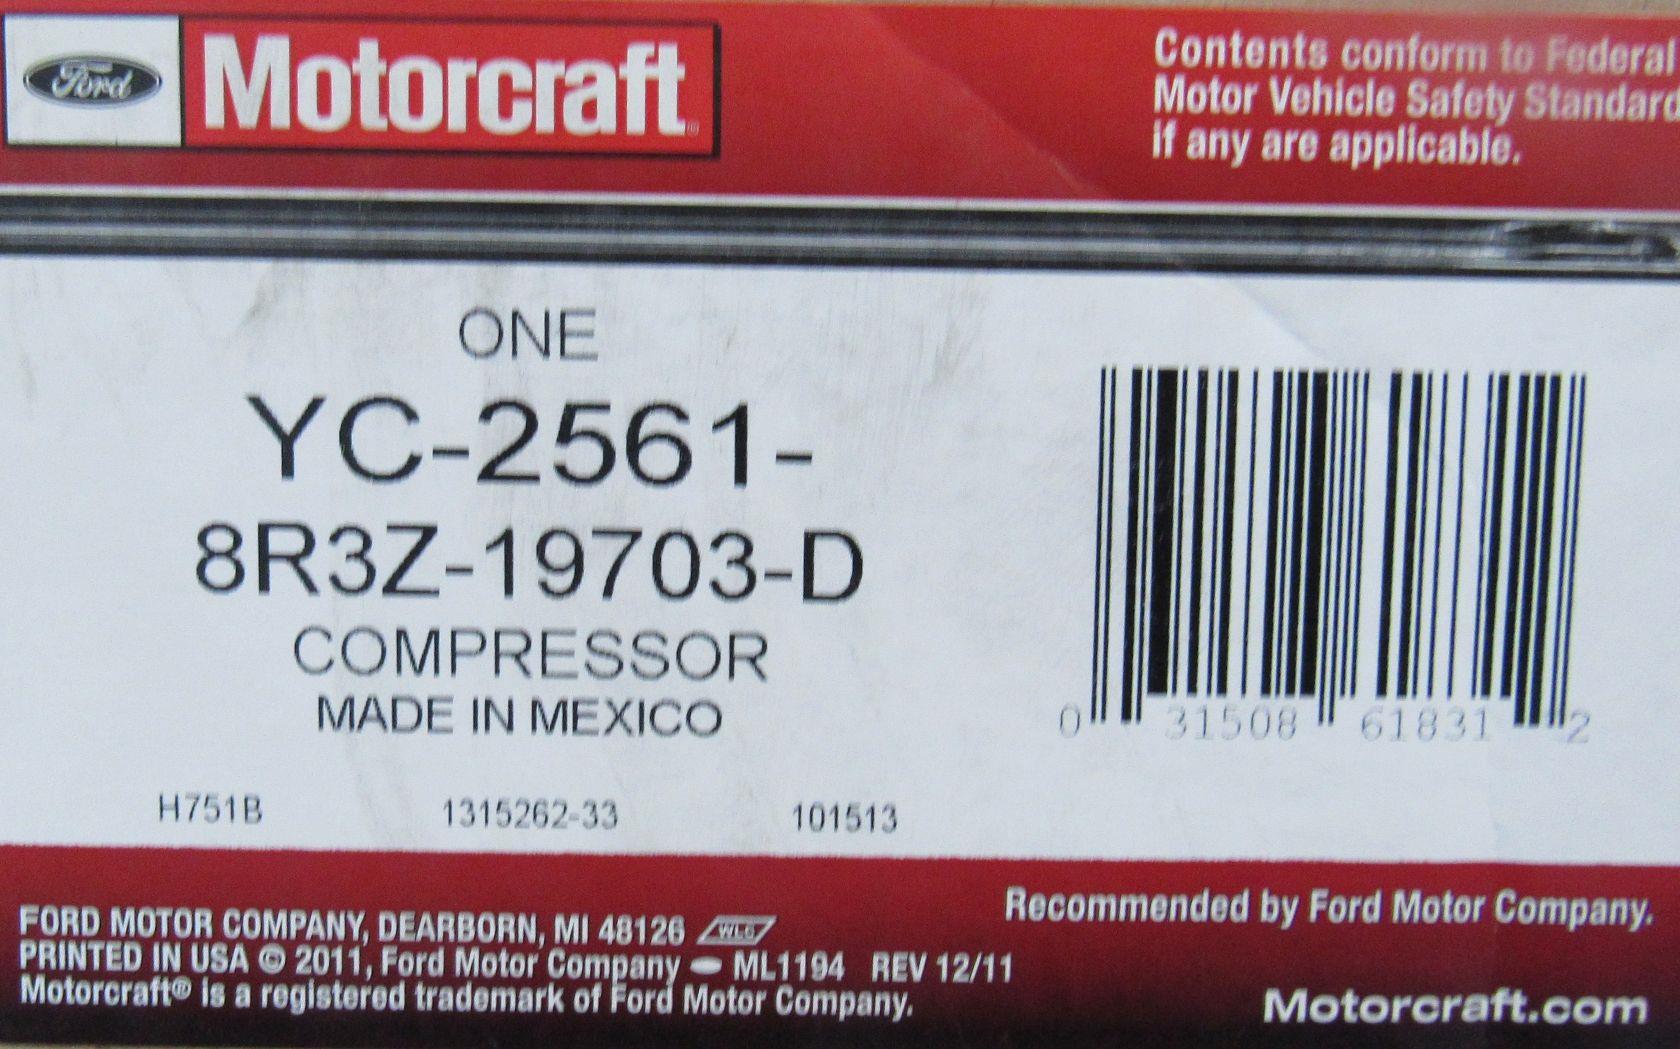 Ford Motorcraft®
Contents conform to Federal
Motor Vehicle Safety Standard
if any are applicable.
ONE
YC-2561-
8R3Z-19703-D
COMPRESSOR
MADE IN MEXICO
0 31508 61831 2
H751B 1315262-33 101513
FORD MOTOR COMPANY, DEARBORN, MI 48126
PRINTED IN USA © 2011, Ford Motor Company ML1194 REV 12/11
Motorcraft® is a registered trademark of Ford Motor Company.
Recommended by Ford Motor Company.
Motorcraft.com